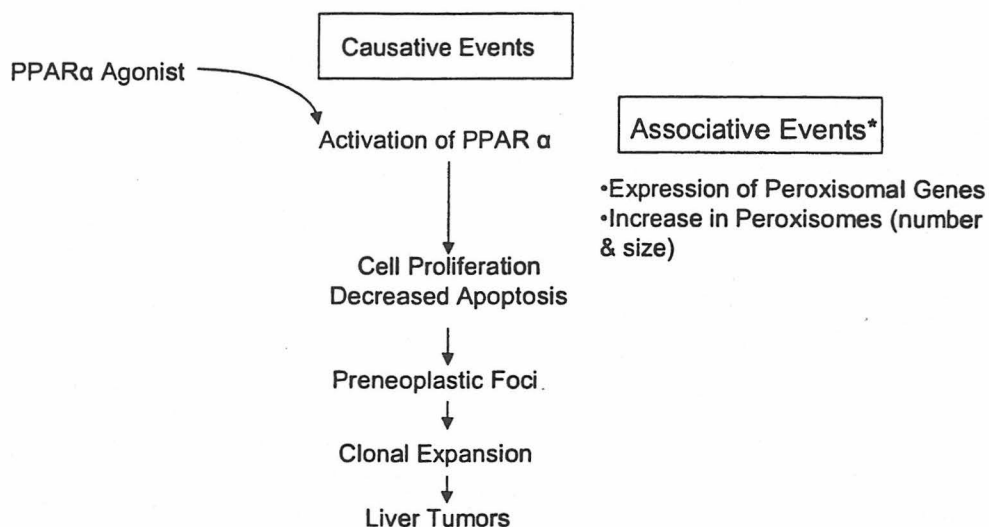 Causative Events
PPARα Agonist
Activation of PPAR α
Associative Events*
•Expression of Peroxisomal Genes
•Increase in Peroxisomes (number
& size)
Cell Proliferation
Decreased Apoptosis
Preneoplastic Foci
Clonal Expansion
Liver Tumors